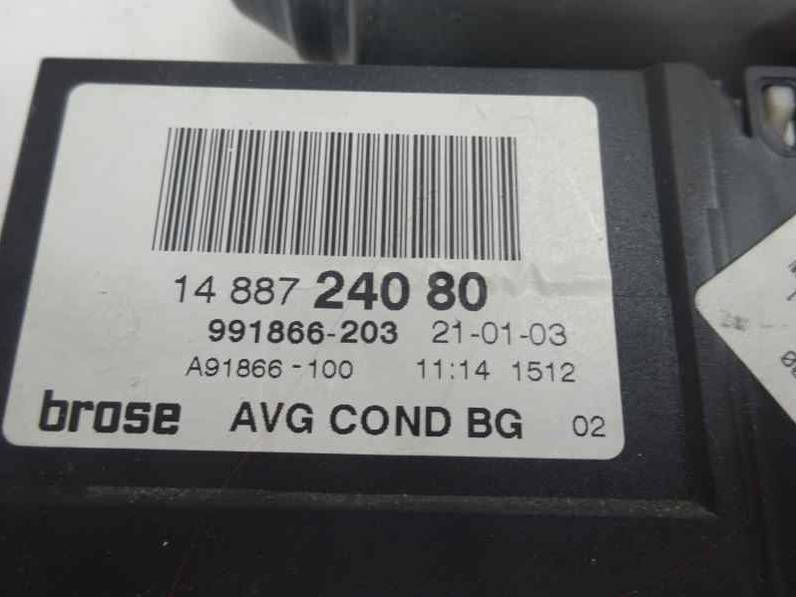 14 887 240 80
991866-203 21-01-03
A91866-100 11:14 1512
brose AVG COND BG 02